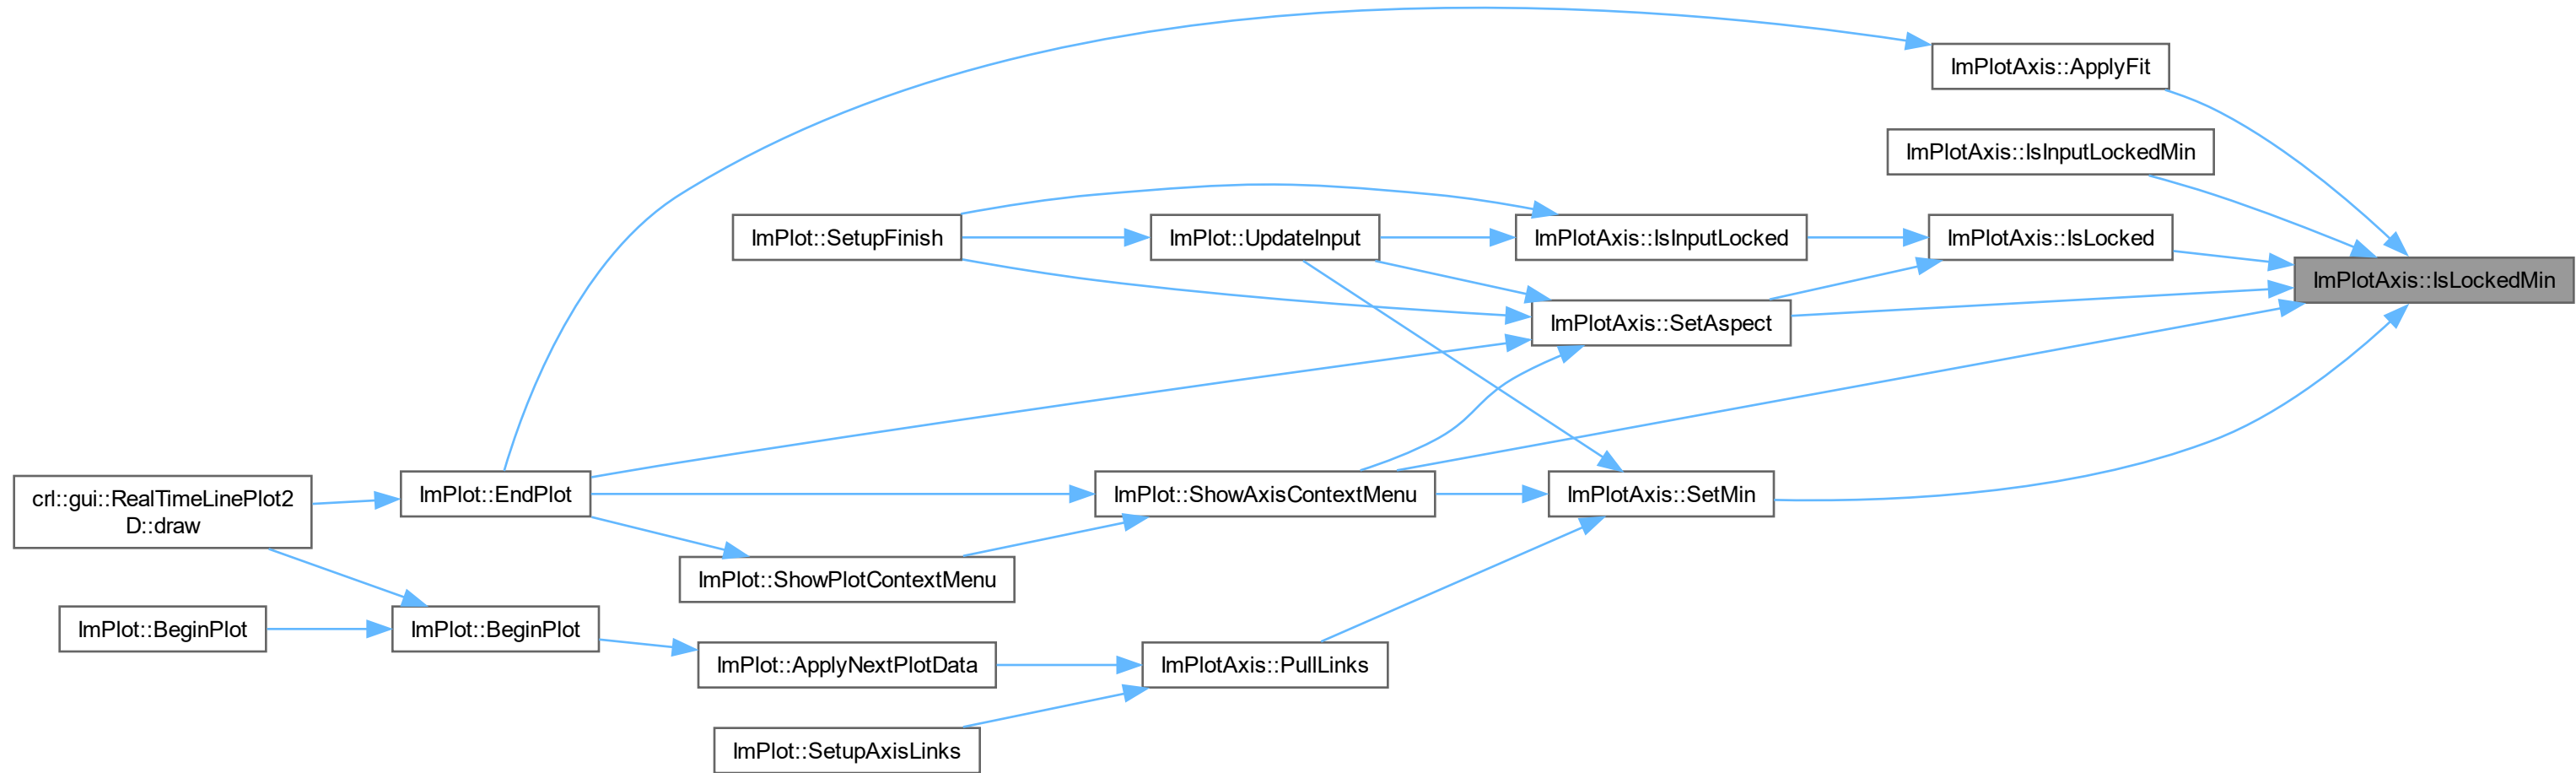 ImPlotAxis::ApplyFit
ImPlotAxis::IsInputLockedMin
ImPlot::SetupFinish
ImPlot::UpdateInput
ImPlotAxis::IsInputLocked
ImPlotAxis::IsLocked
ImPlotAxis::IsLockedMin
ImPlotAxis::SetAspect
crl::gui::RealTimeLinePlot2
D::draw
ImPlot::EndPlot
ImPlot::ShowAxisContextMenu
ImPlotAxis::SetMin
ImPlot::ShowPlotContextMenu
ImPlot::BeginPlot
ImPlot::BeginPlot
ImPlot::ApplyNextPlotData
ImPlotAxis::PullLinks
ImPlot::SetupAxisLinks